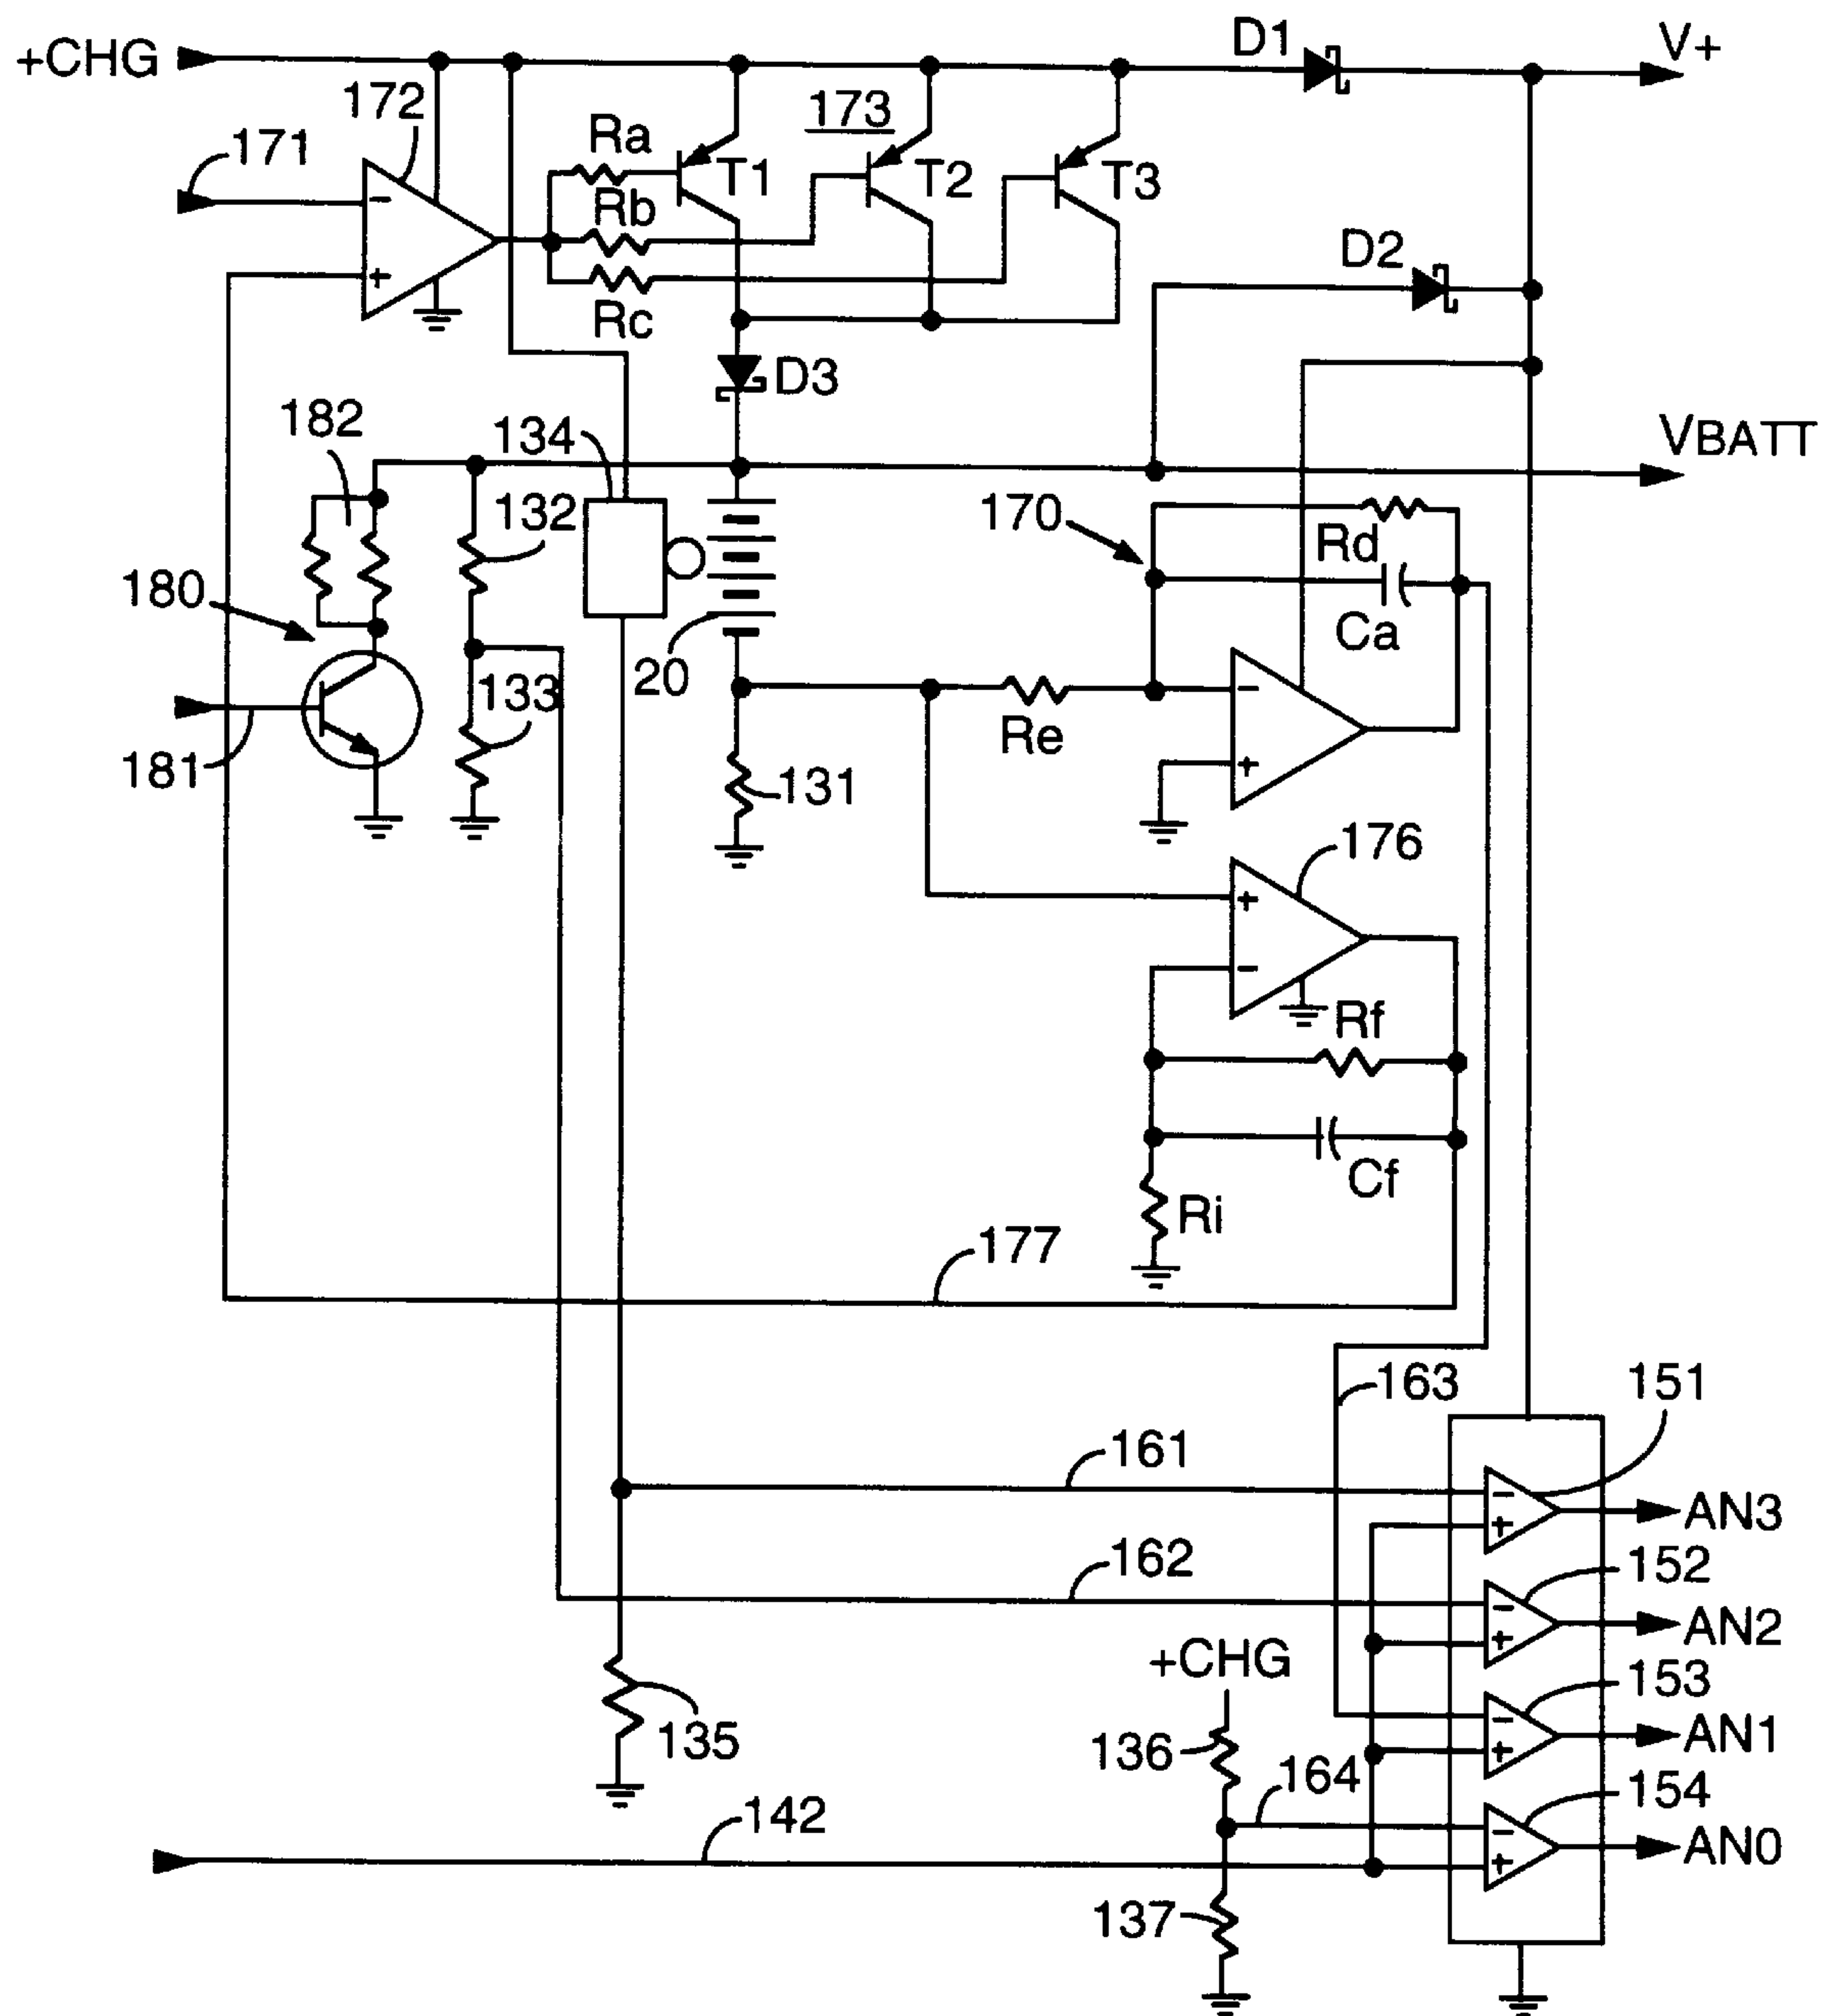 D1
V+
+CHG
172
173
171
Ra
T1
T2
T3
−
Rb
D2
+
Rc
D3
182
134
VBATT
132
170
Rd
180
Ca
20
133
−
Re
181
131
+
176
+
−
Rf
Cf
Ri
177
163
151
161
−
AN3
+
162
152
−
AN2
+
+CHG
153
−
AN1
135
136
+
164
154
142
−
AN0
+
137